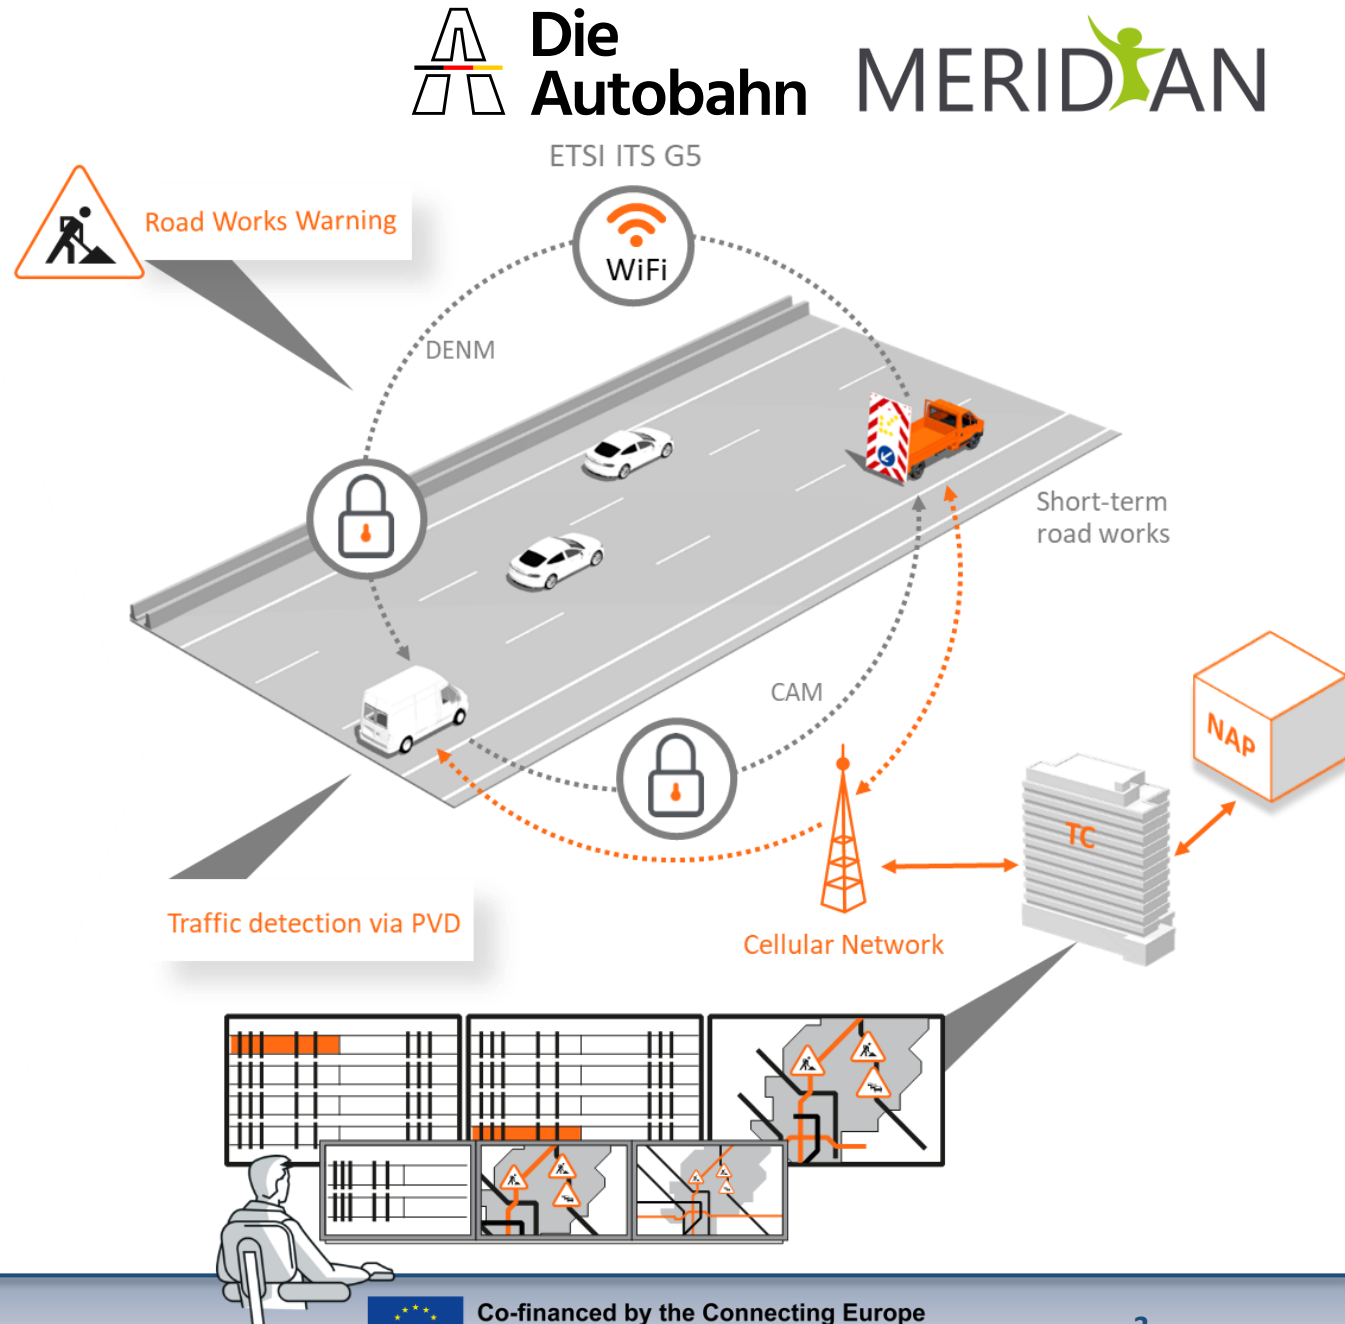 Die
Autobahn
MERIDIAN
ETSI ITS G5
WiFi
Road Works Warning
DENM
Short-term
road works
CAM
NAP
TC
Traffic detection via PVD
Cellular Network
Co-financed by the Connecting Europe